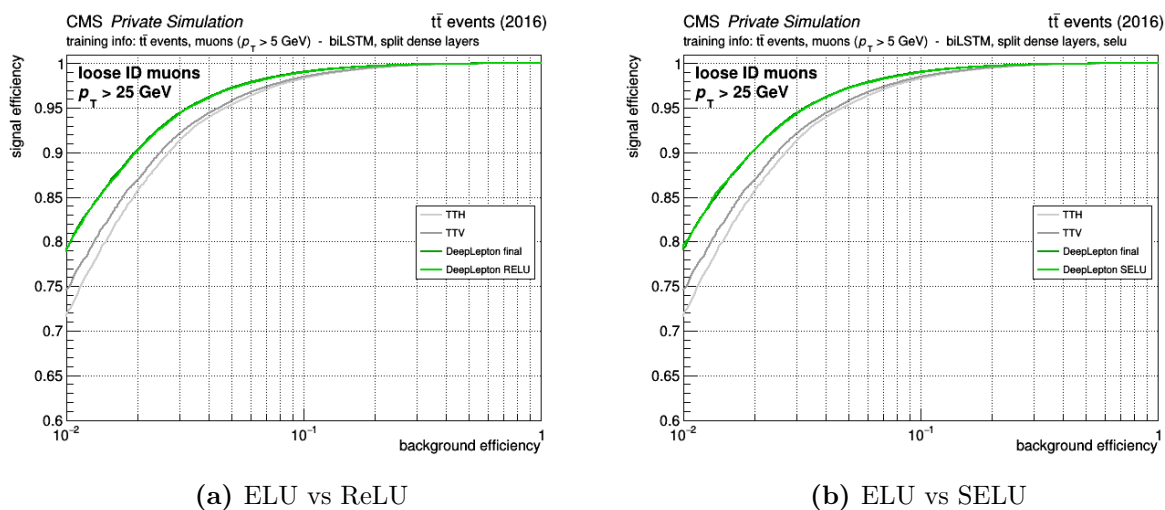 CMS Private Simulation tt̄ events (2016)
training info: tt̄ events, muons (p_T > 5 GeV) - biLSTM, split dense layers
signal efficiency
1
0.95
0.9
0.85
0.8
0.75
0.7
0.65
0.6
loose ID muons
p_T > 25 GeV
TTH
TTV
DeepLepton final
DeepLepton RELU
10⁻² 10⁻¹ 1
background efficiency
(a) ELU vs ReLU
CMS Private Simulation tt̄ events (2016)
training info: tt̄ events, muons (p_T > 5 GeV) - biLSTM, split dense layers, selu
signal efficiency
1
0.95
0.9
0.85
0.8
0.75
0.7
0.65
0.6
loose ID muons
p_T > 25 GeV
TTH
TTV
DeepLepton final
DeepLepton SELU
10⁻² 10⁻¹ 1
background efficiency
(b) ELU vs SELU